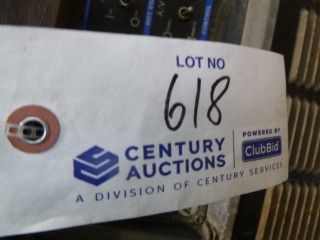 LOT NO
618
CENTURY
AUCTIONS
POWERED BY
ClubBid
A DIVISION OF CENTURY SERVICES